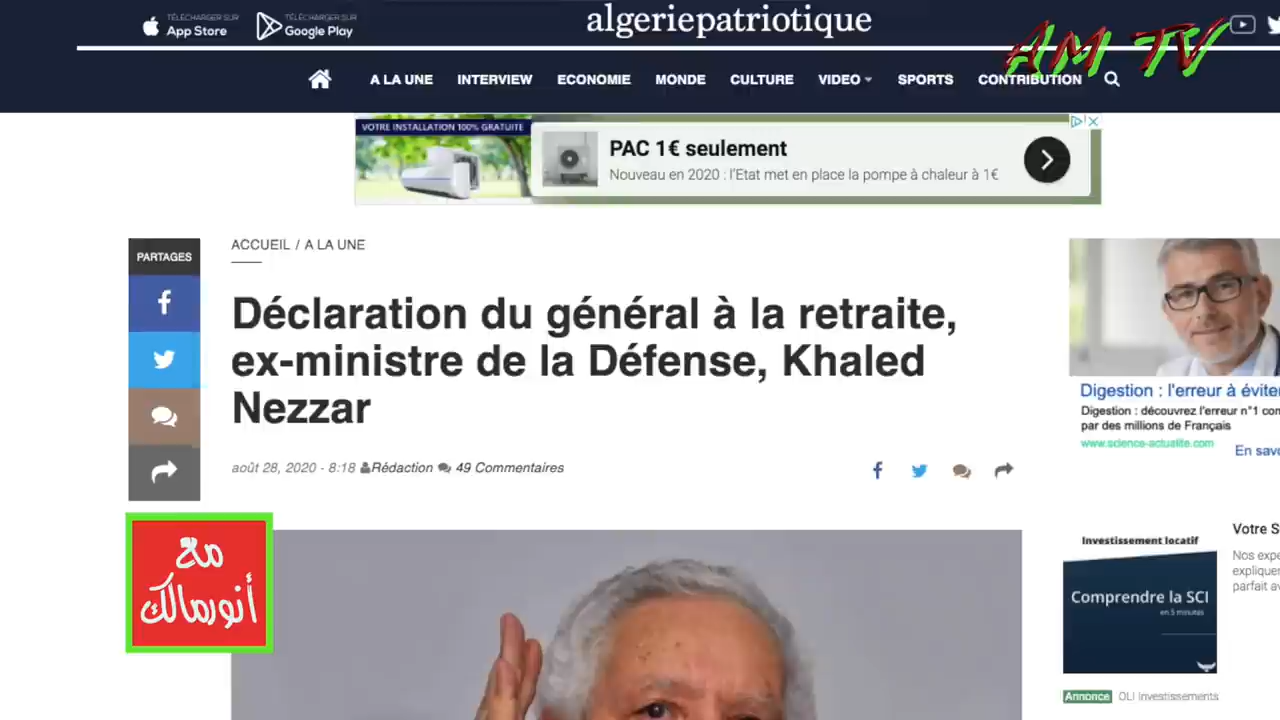 TÉLÉCHARGER SUR
App Store
TÉLÉCHARGER SUR
Google Play
algeriepatriotique
AM TV
A LA UNE
INTERVIEW
ECONOMIE
MONDE
CULTURE
VIDEO
SPORTS
CONTRIBUTION
VOTRE INSTALLATION 100% GRATUITE
PAC 1€ seulement
Nouveau en 2020 : l’Etat met en place la pompe à chaleur à 1€
PARTAGES
ACCUEIL / A LA UNE
Déclaration du général à la retraite,
ex-ministre de la Défense, Khaled
Nezzar
août 28, 2020 - 8:18 Rédaction 49 Commentaires
Digestion : l'erreur à éviter
Digestion : découvrez l'erreur n°1 com
par des millions de Français
www.science-actualite.com
En savo
مع
أنورمالك
Investissement locatif
Comprendre la SCI
en 5 minutes
Votre S
Nos expe
expliquer
parfait av
Annonce OLI Investissements